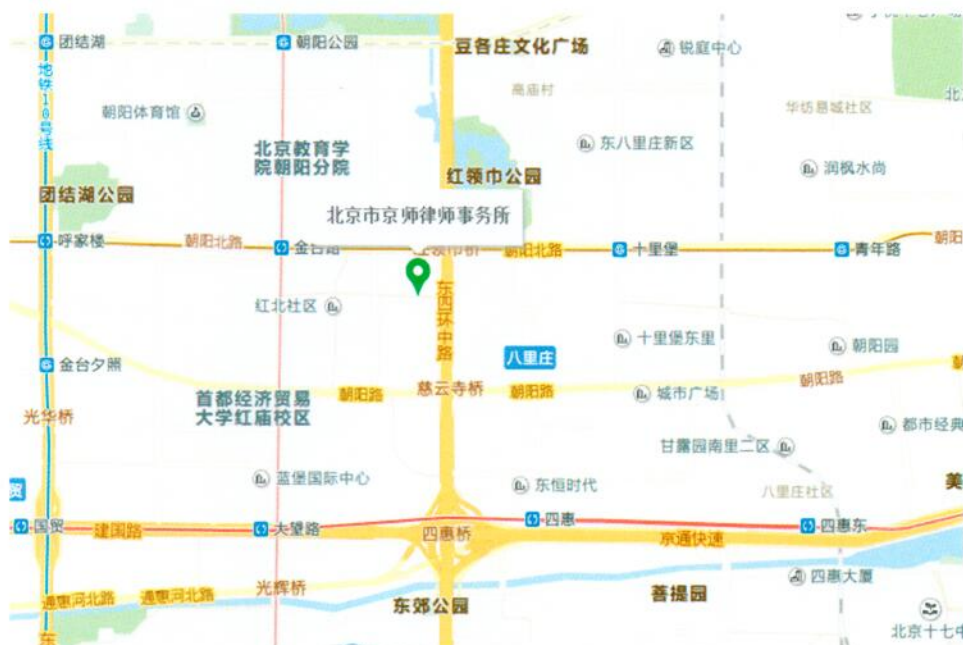 团结湖
朝阳公园
豆各庄文化广场
锐庭中心
地铁10号线
高庙村
朝阳体育馆
华纺易城社区
北京教育学
院朝阳分院
东八里庄新区
润枫水尚
红领巾公园
团结湖公园
北京市京师律师事务所
呼家楼
朝阳北路
金台路
朝阳北路
十里堡
青年路
朝阳
东四环中路
红北社区
十里堡东里
朝阳园
八里庄
金台夕照
朝阳路
慈云寺桥
朝阳路
朝阳路
首都经济贸易
大学红庙校区
城市广场
光华桥
都市经典
甘露园南里二区
蓝堡国际中心
东恒时代
八里庄社区
美
贸
国贸
建国路
大望路
四惠桥
四惠
京通快速
四惠东
通惠河北路
通惠河北路
光辉桥
东郊公园
菩提园
四惠大厦
北京十七中
东